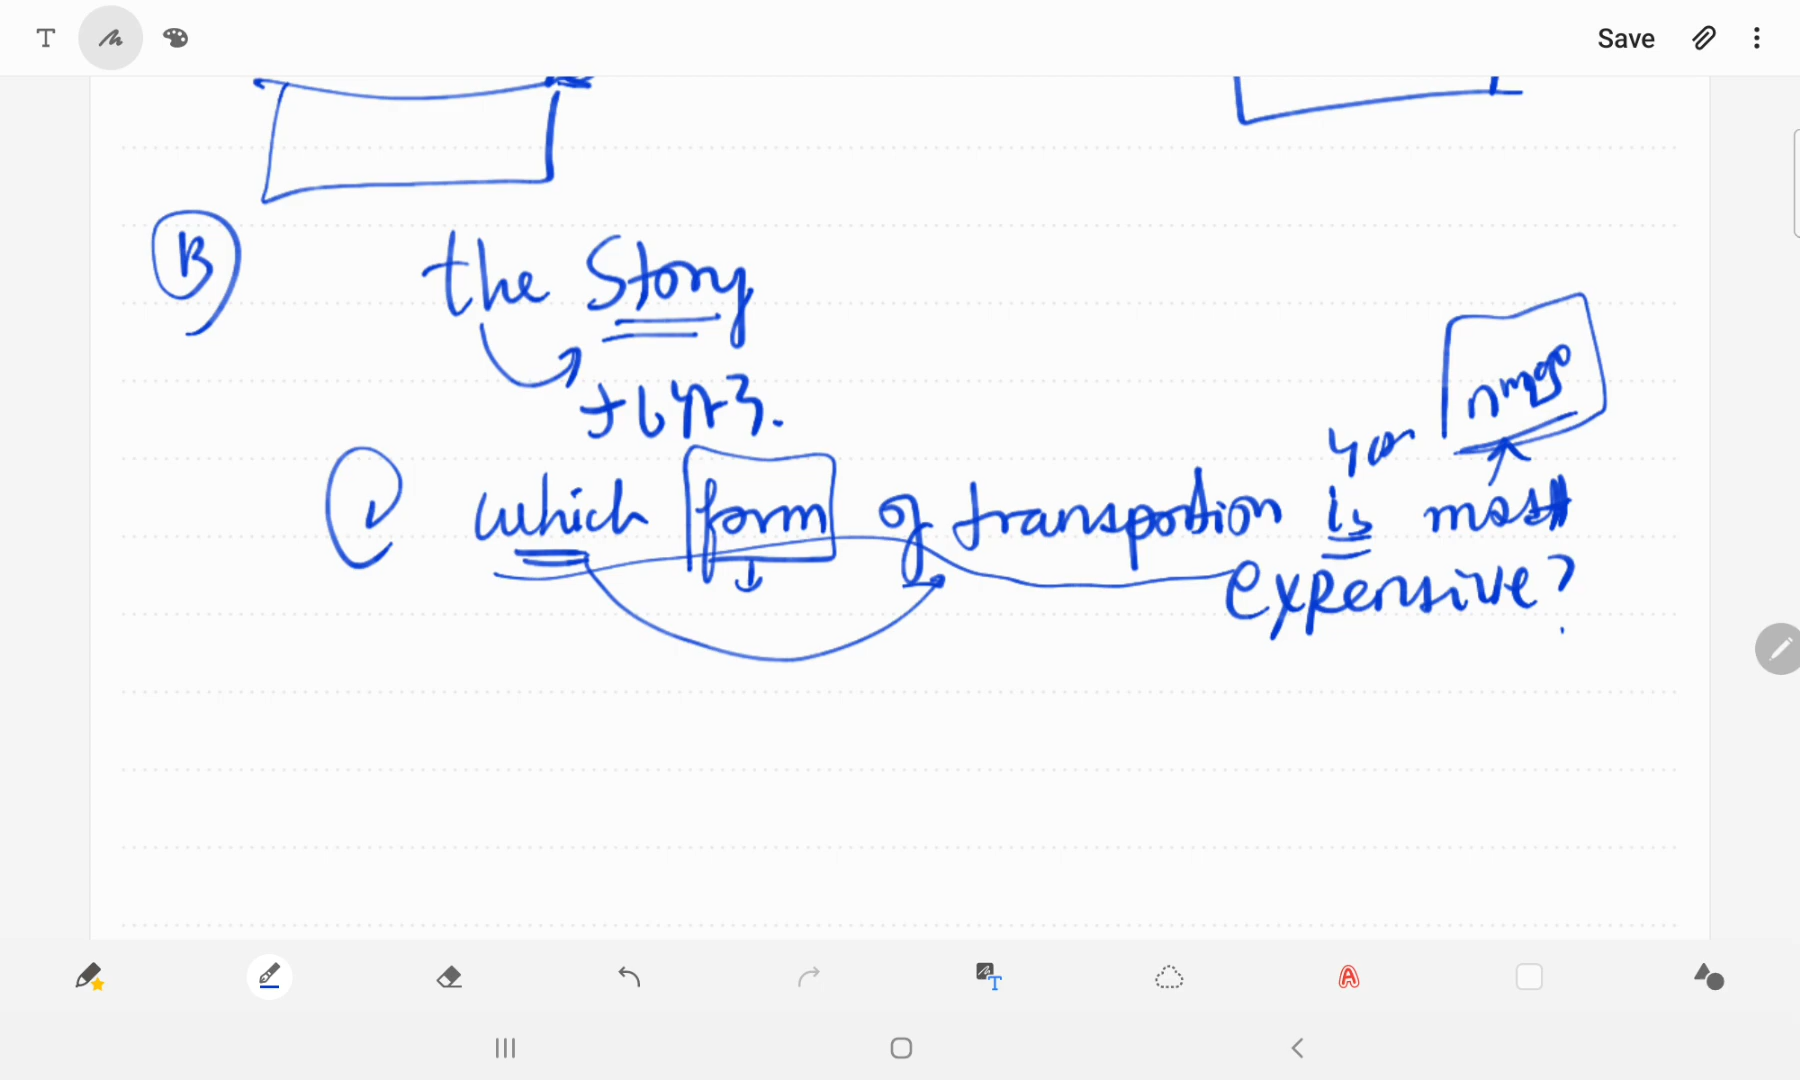 Save
B the Story
which form of transportion is most
expensive?